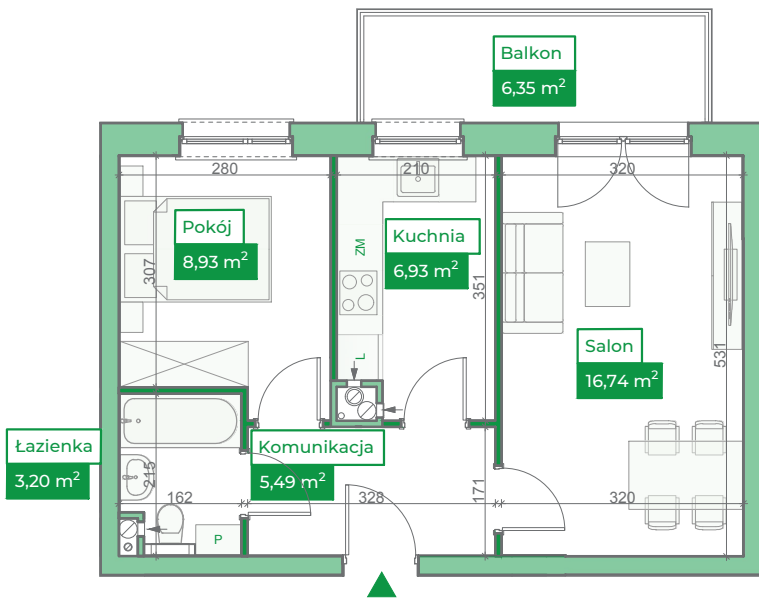 Balkon
6,35 m²
280
210
320
Pokój
8,93 m²
307
ZM
Kuchnia
6,93 m²
351
L
Salon
16,74 m²
531
Łazienka
3,20 m²
215
Komunikacja
5,49 m²
162
328
171
320
P